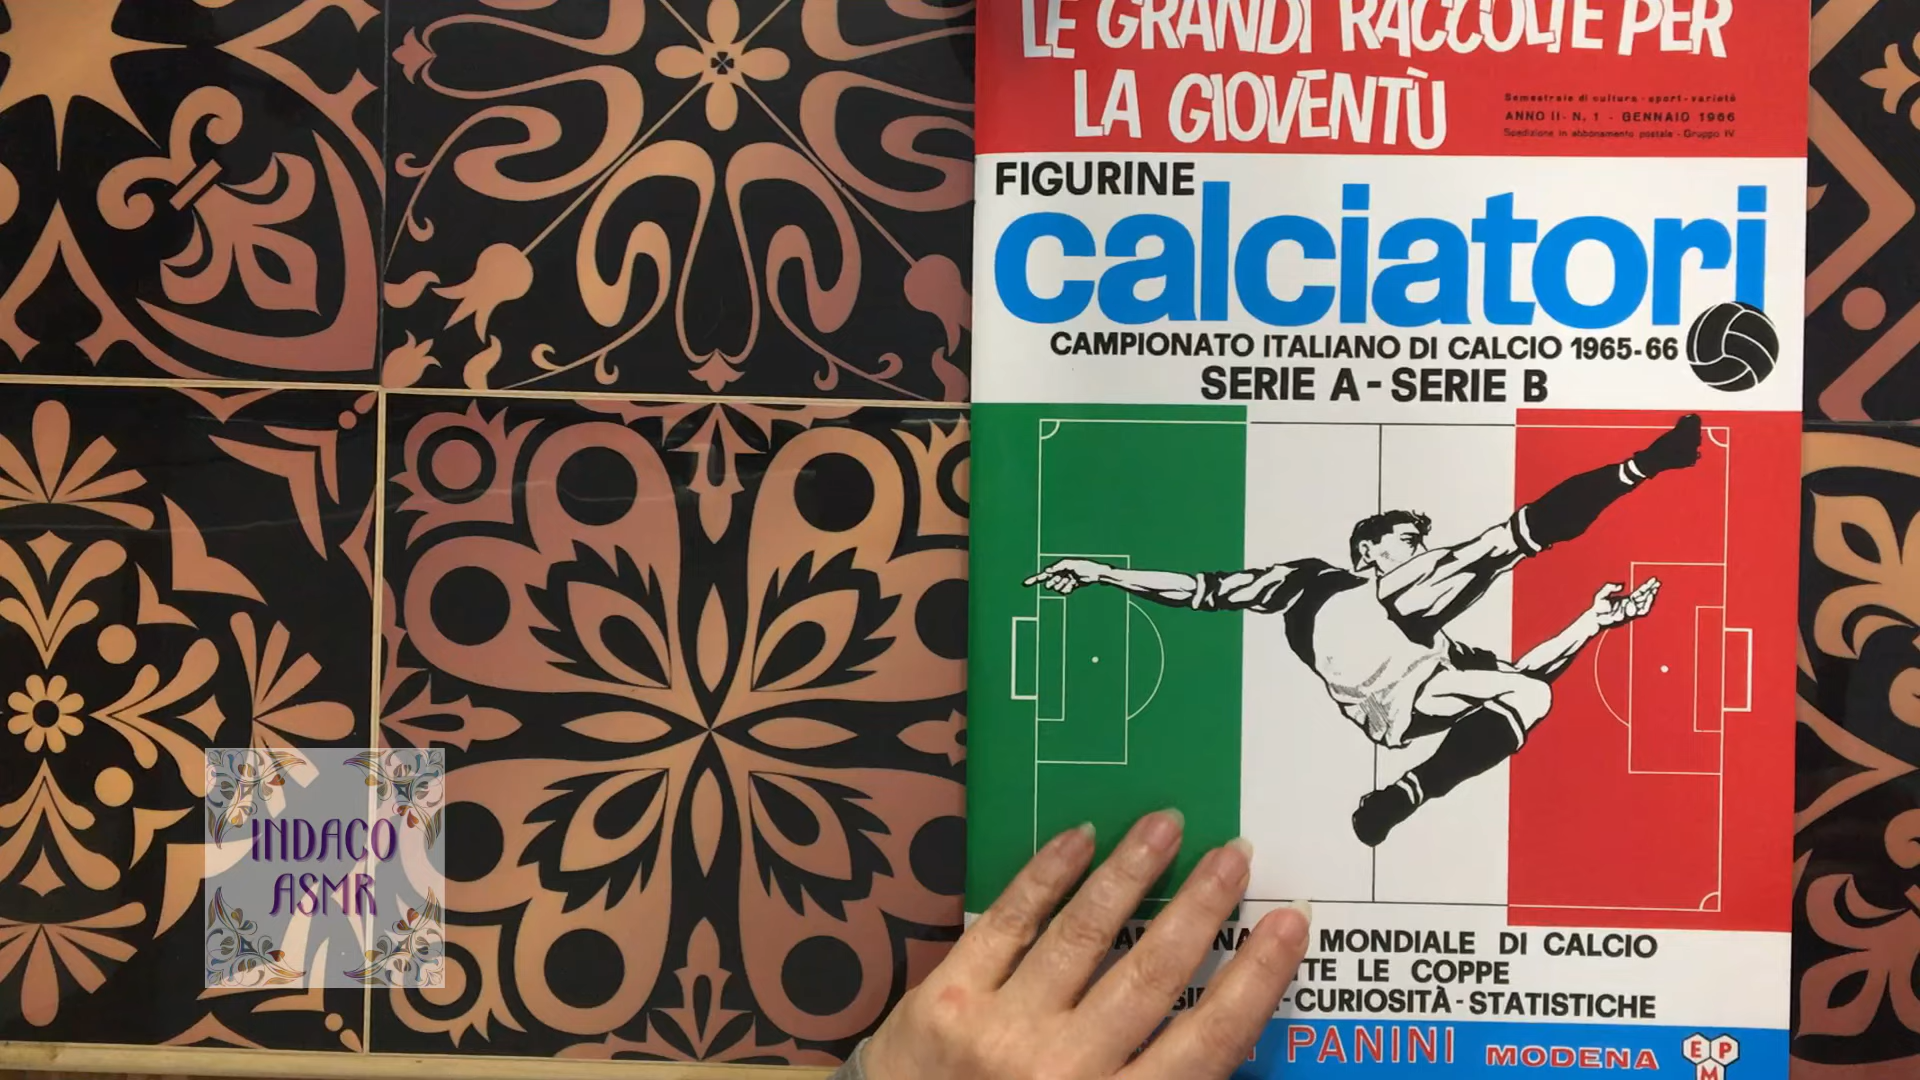 LE GRANDI RACCOLTE PER
LA GIOVENTÙ
Semestrale di cultura - sport - varietà
ANNO II - N. 1 - GENNAIO 1966
Spedizione in abbonamento postale - Gruppo IV
FIGURINE
calciatori
CAMPIONATO ITALIANO DI CALCIO 1965-66
SERIE A - SERIE B
MONDIALE DI CALCIO
LE COPPE
-CURIOSITÀ-STATISTICHE
PANINI MODENA
EPM
INDACO
ASMR